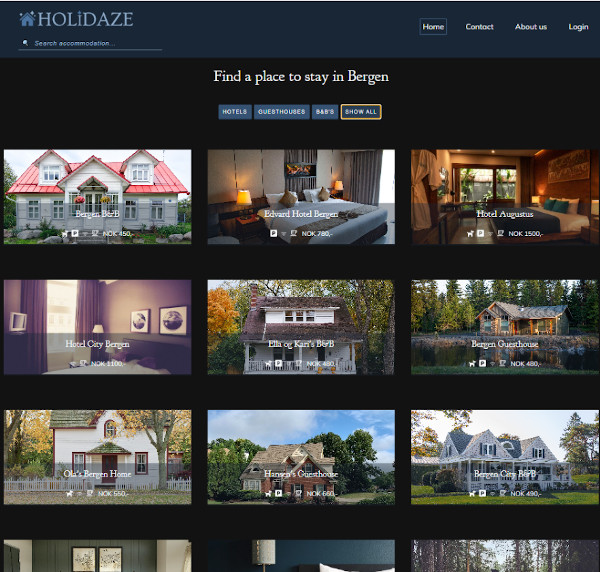 HOLiDAZE
Home Contact About us Login
Search accommodation...
Find a place to stay in Bergen
HOTELS GUESTHOUSES B&B'S SHOW ALL
Bergen B&B
NOK 450,-
Edvard Hotel Bergen
NOK 780,-
Hotel Augustus
NOK 1500,-
Hotel City Bergen
NOK 1100,-
Ella og Kari's B&B
NOK 480,-
Bergen Guesthouse
NOK 480,-
Ola's Bergen Home
NOK 550,-
Hansen's Guesthouse
NOK 660,-
Bergen City B&B
NOK 490,-